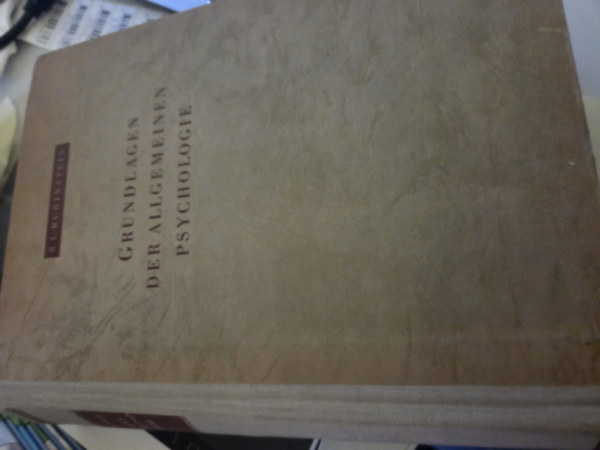 S.L. RUBINSTEIN
GRUNDLAGEN
DER ALLGEMEINEN
PSYCHOLOGIE